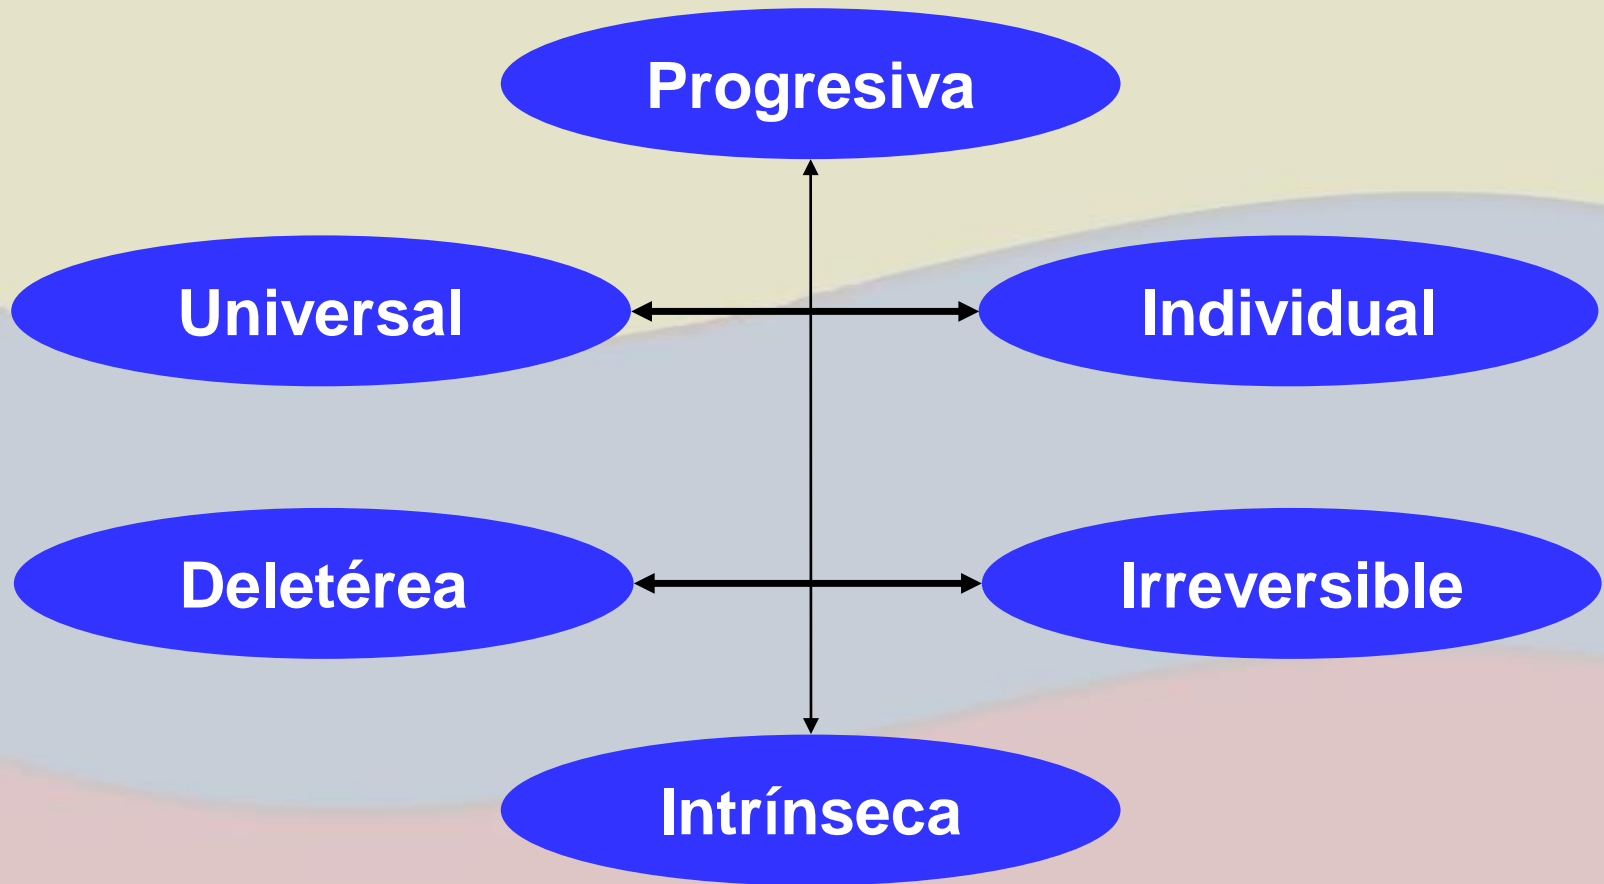 Progresiva
Universal
Individual
Deletérea
Irreversible
Intrínseca